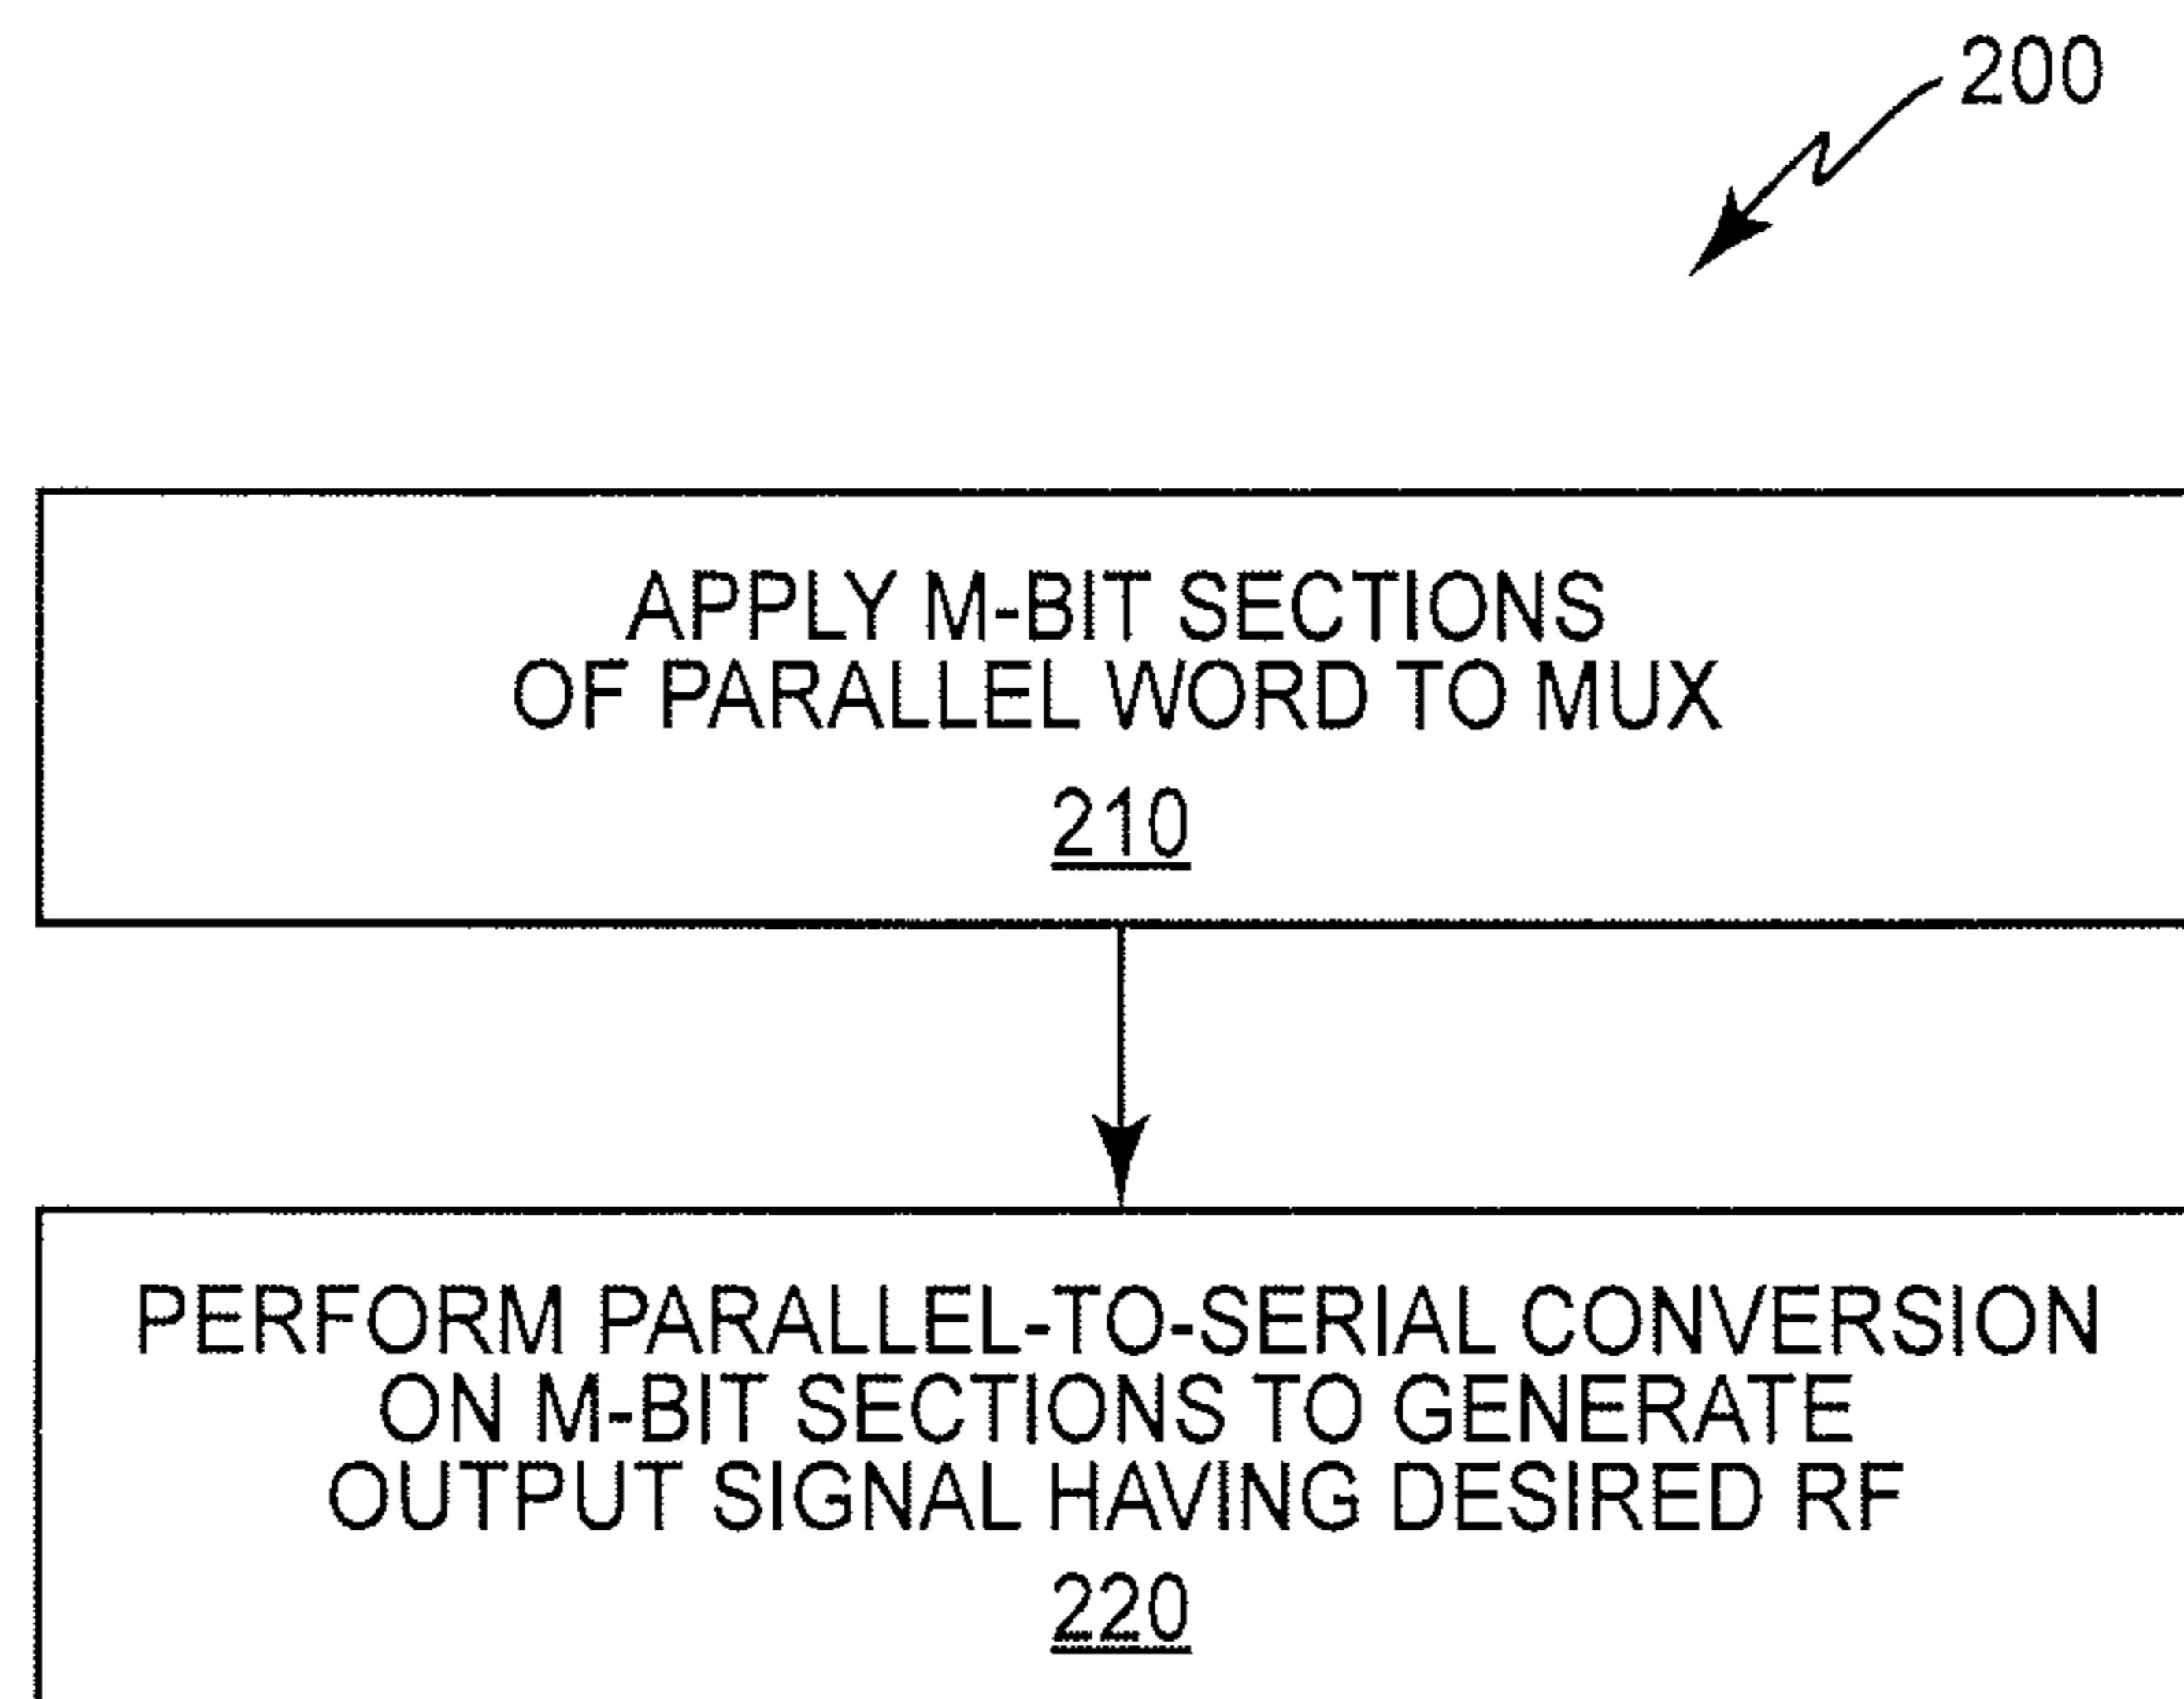 200
APPLY M-BIT SECTIONS
OF PARALLEL WORD TO MUX
210
PERFORM PARALLEL-TO-SERIAL CONVERSION
ON M-BIT SECTIONS TO GENERATE
OUTPUT SIGNAL HAVING DESIRED RF
220